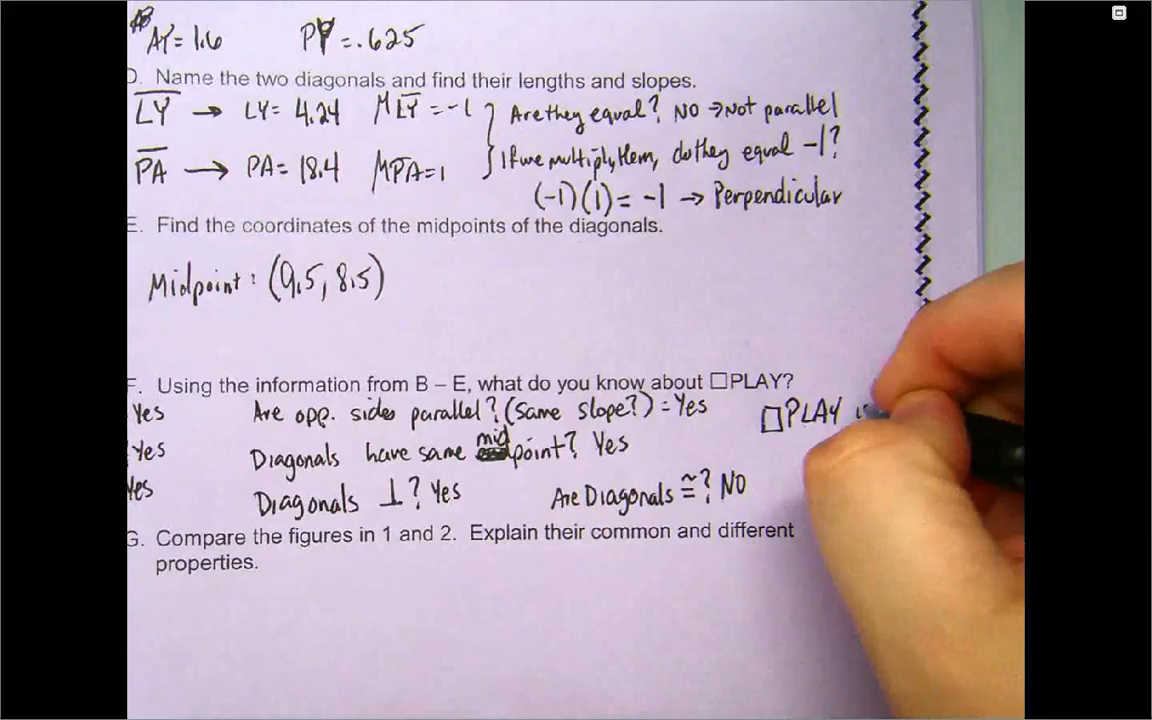 AY = 1.6 PY = .625
D. Name the two diagonals and find their lengths and slopes.
LY → LY = 4.24 MLY = -1 Are they equal? NO → Not parallel
PA → PA = 18.4 MPA = 1 If we multiply them, do they equal -1?
(-1)(1) = -1 → Perpendicular
E. Find the coordinates of the midpoints of the diagonals.
Midpoint: (9.5, 8.5)
F. Using the information from B – E, what do you know about □PLAY?
Yes Are opp. sides parallel? (same slope?) = Yes □PLAY
Yes Diagonals have same midpoint? Yes
Yes Diagonals ⊥? Yes Are Diagonals ≅? NO
G. Compare the figures in 1 and 2. Explain their common and different
properties.